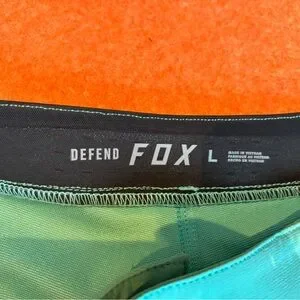 DEFEND FOX L
MADE IN VIETNAM
FABRIQUÉ AU VIETNAM
HECHO EN VIETNAM